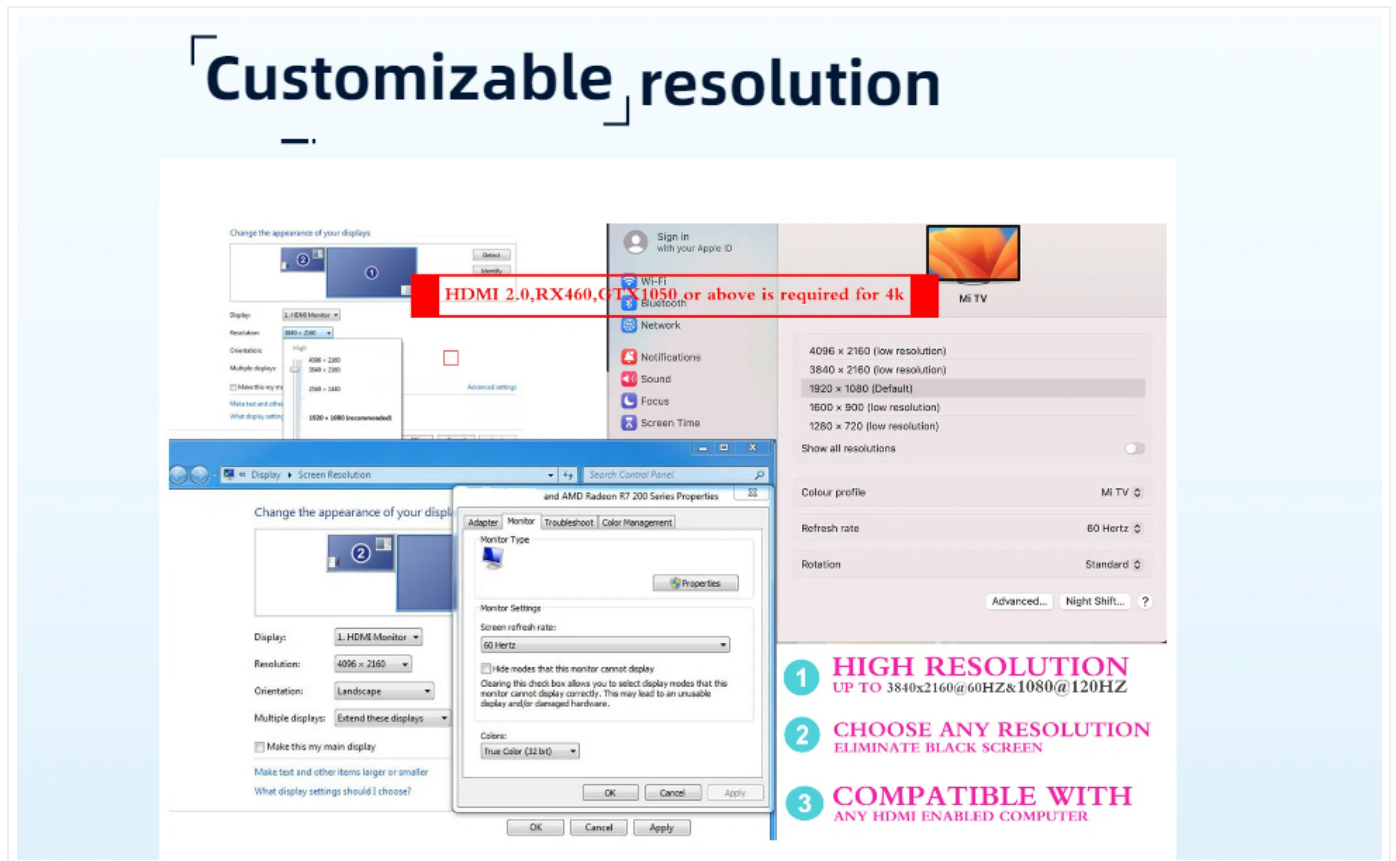 Customizable resolution
Change the appearance of your displays
Detect
Identify
Display:
1. HDMI Monitor
Resolution:
3840 × 2160
Orientation:
High
4096 × 2160
3840 × 2160
2560 × 1440
1920 × 1080 (recommended)
Multiple displays:
Make this my ma
Advanced settings
Make text and othe
What display setting
HDMI 2.0,RX460,GTX1050 or above is required for 4k
Sign in
with your Apple ID
Wi-Fi
Bluetooth
Network
Notifications
Sound
Focus
Screen Time
Mi TV
4096 × 2160 (low resolution)
3840 × 2160 (low resolution)
1920 × 1080 (Default)
1600 × 900 (low resolution)
1280 × 720 (low resolution)
Show all resolutions
Colour profile
Mi TV
Refresh rate
60 Hertz
Rotation
Standard
Advanced...
Night Shift...
?
« Display ▸ Screen Resolution
Search Control Panel
Change the appearance of your displ
2
Display:
1. HDMI Monitor
Resolution:
4096 × 2160
Orientation:
Landscape
Multiple displays:
Extend these displays
Make this my main display
Make text and other items larger or smaller
What display settings should I choose?
OK
Cancel
Apply
and AMD Radeon R7 200 Series Properties
Adapter
Monitor
Troubleshoot
Color Management
Monitor Type
Properties
Monitor Settings
Screen refresh rate:
60 Hertz
Hide modes that this monitor cannot display
Clearing this check box allows you to select display modes that this
monitor cannot display correctly. This may lead to an unusable
display and/or damaged hardware.
Colors:
True Color (32 bit)
OK
Cancel
Apply
1
HIGH RESOLUTION
UP TO 3840x2160@60HZ&1080@120HZ
2
CHOOSE ANY RESOLUTION
ELIMINATE BLACK SCREEN
3
COMPATIBLE WITH
ANY HDMI ENABLED COMPUTER